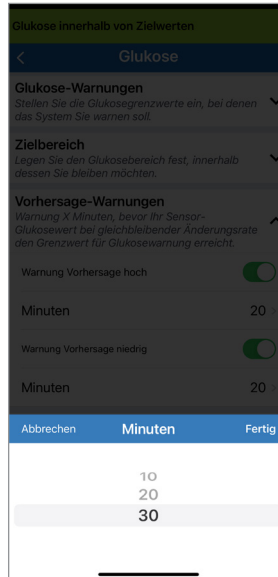 Glukose innerhalb von Zielwerten
Glukose
Glukose-Warnungen
Stellen Sie die Glukosegrenzwerte ein, bei denen
das System Sie warnen soll.
Zielbereich
Legen Sie den Glukosebereich fest, innerhalb
dessen Sie bleiben möchten.
Vorhersage-Warnungen
Warnung X Minuten, bevor Ihr Sensor-
Glukosewert bei gleichbleibender Änderungsrate
den Grenzwert für Glukosewarnung erreicht.
Warnung Vorhersage hoch
Minuten 20
Warnung Vorhersage niedrig
Minuten 20
Abbrechen Minuten Fertig
10
20
30